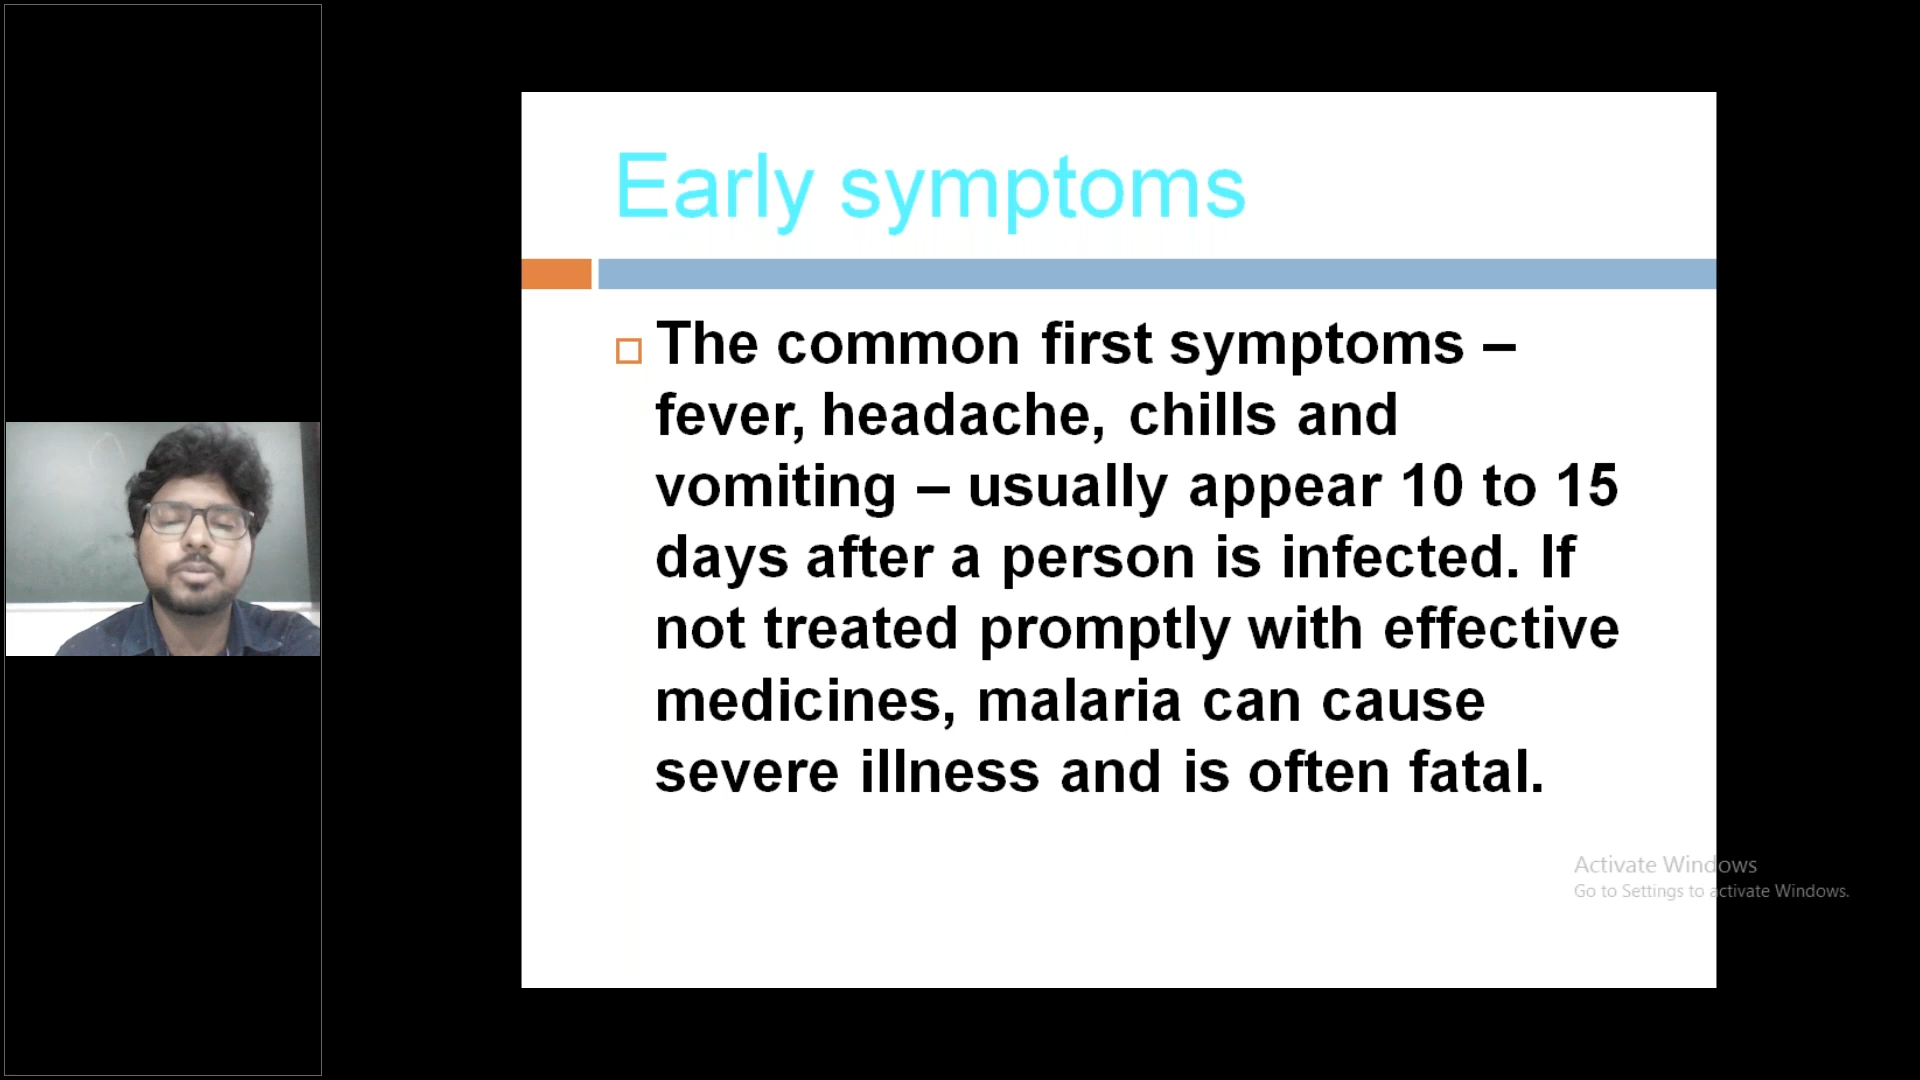 Early symptoms
The common first symptoms –
fever, headache, chills and
vomiting – usually appear 10 to 15
days after a person is infected. If
not treated promptly with effective
medicines, malaria can cause
severe illness and is often fatal.
Activate Windows
Go to Settings to activate Windows.